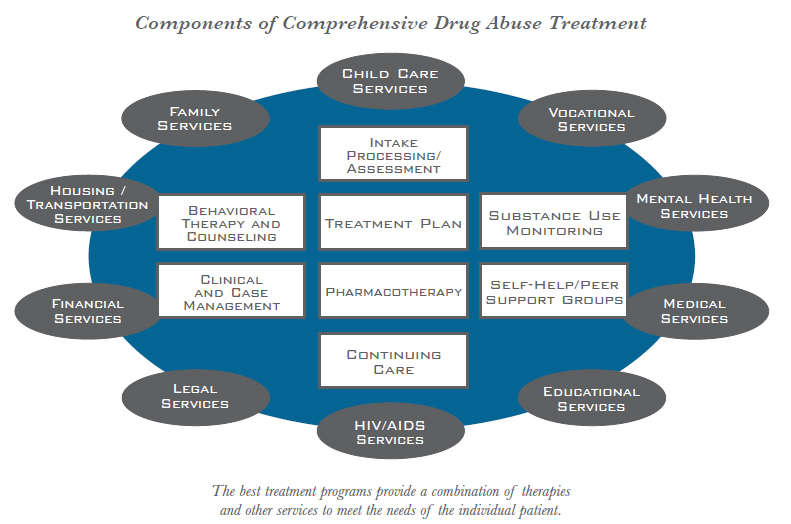 Components of Comprehensive Drug Abuse Treatment
Child Care
Services
Family
Services
Vocational
Services
Intake
Processing/
Assessment
Housing /
Transportation
Services
Behavioral
Therapy and
Counseling
Treatment Plan
Substance Use
Monitoring
Mental Health
Services
Financial
Services
Clinical
and Case
Management
Pharmacotherapy
Self-Help/Peer
Support Groups
Medical
Services
Continuing
Care
Legal
Services
Educational
Services
HIV/AIDS
Services
The best treatment programs provide a combination of therapies
and other services to meet the needs of the individual patient.